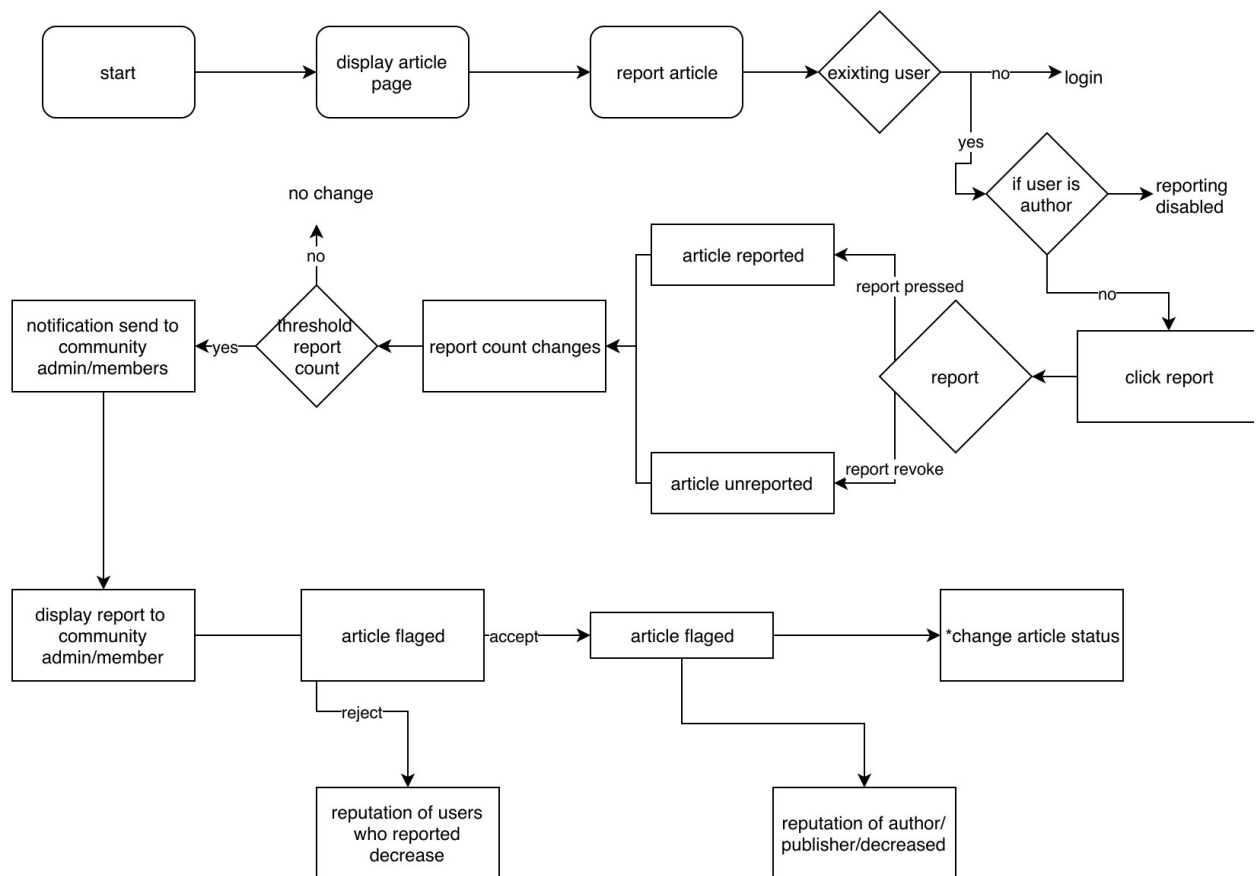 start
display article
page
report article
exixting user
no
login
yes
if user is
author
reporting
disabled
no change
no
article reported
report pressed
no
notification send to
community
admin/members
yes
threshold
report
count
report count changes
report
click report
article unreported
report revoke
display report to
community
admin/member
article flaged
accept
article flaged
*change article status
reject
reputation of users
who reported
decrease
reputation of author/
publisher/decreased